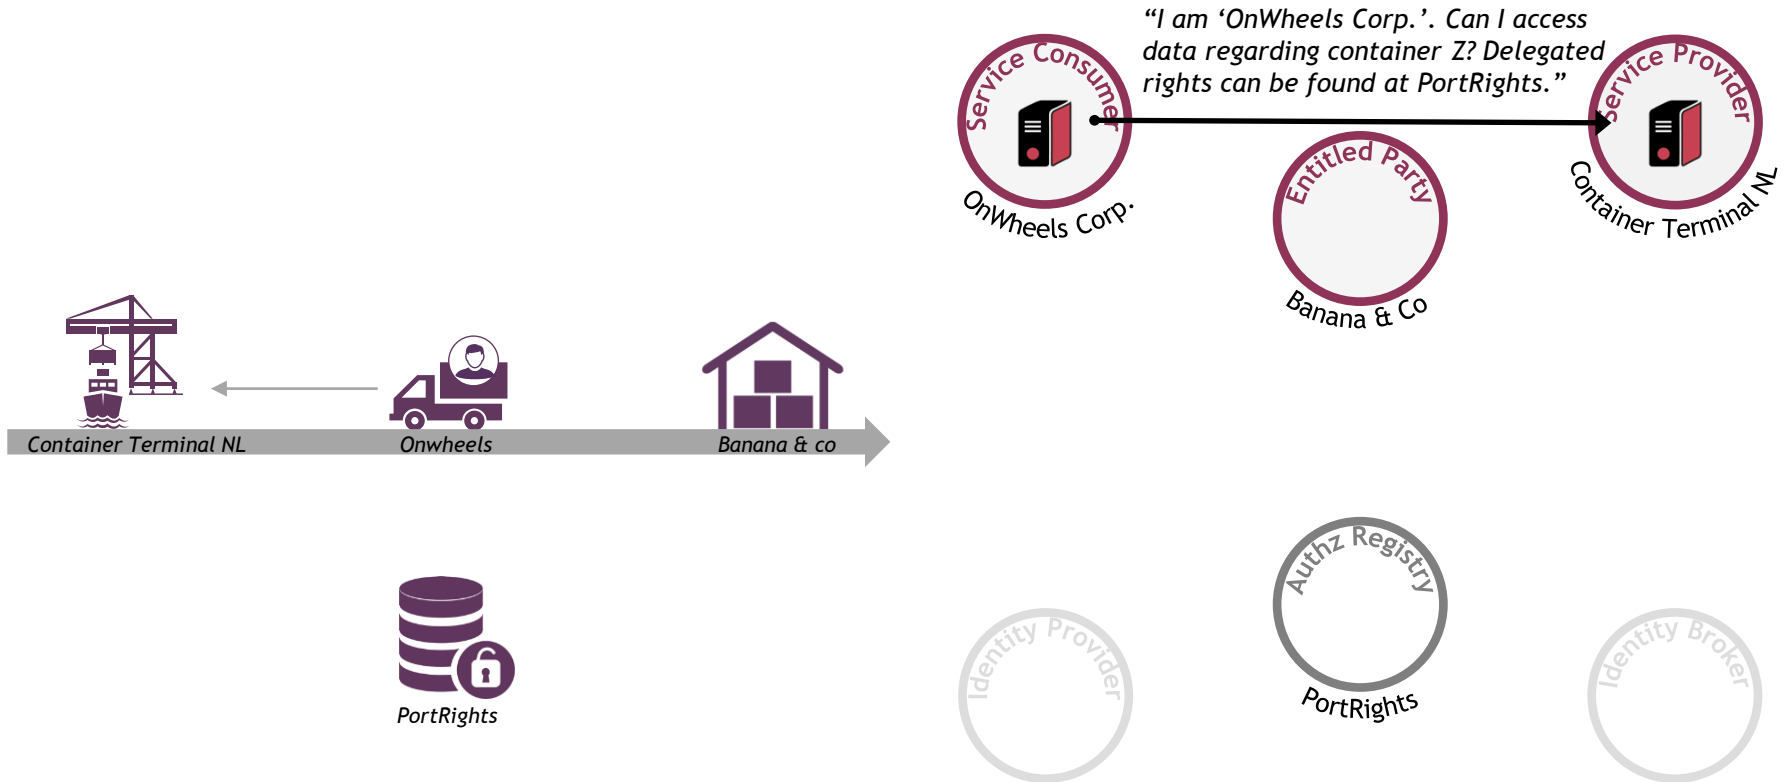 “I am ‘OnWheels Corp.’. Can I access
data regarding container Z? Delegated
rights can be found at PortRights.”
Service Consumer
OnWheels Corp.
Service Provider
Container Terminal NL
Entitled Party
Banana & Co
Container Terminal NL
Onwheels
Banana & co
PortRights
Authz Registry
PortRights
Identity Provider
Identity Broker